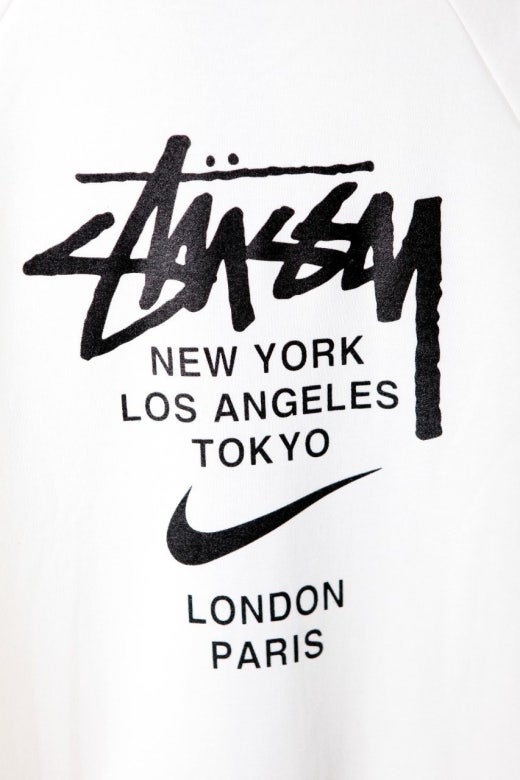 Stüssy
NEW YORK
LOS ANGELES
TOKYO
LONDON
PARIS